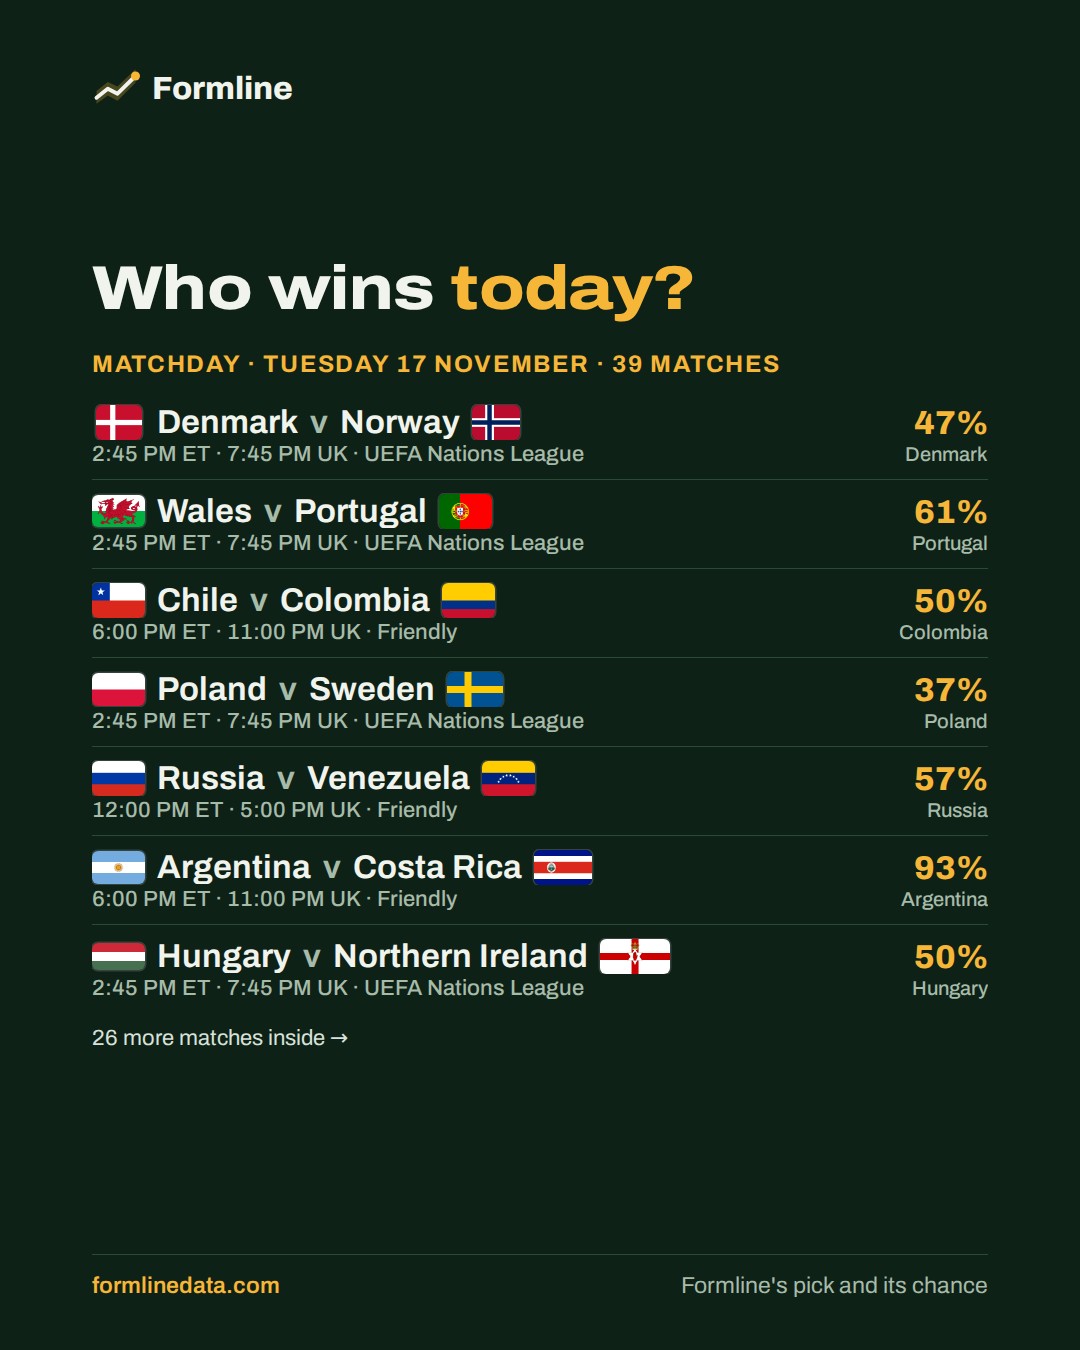 Formline
Who wins today?
MATCHDAY · TUESDAY 17 NOVEMBER · 39 MATCHES
Denmark v Norway 47%
2:45 PM ET · 7:45 PM UK · UEFA Nations League Denmark
Wales v Portugal 61%
2:45 PM ET · 7:45 PM UK · UEFA Nations League Portugal
Chile v Colombia 50%
6:00 PM ET · 11:00 PM UK · Friendly Colombia
Poland v Sweden 37%
2:45 PM ET · 7:45 PM UK · UEFA Nations League Poland
Russia v Venezuela 57%
12:00 PM ET · 5:00 PM UK · Friendly Russia
Argentina v Costa Rica 93%
6:00 PM ET · 11:00 PM UK · Friendly Argentina
Hungary v Northern Ireland 50%
2:45 PM ET · 7:45 PM UK · UEFA Nations League Hungary
26 more matches inside →
formlinedata.com Formline's pick and its chance